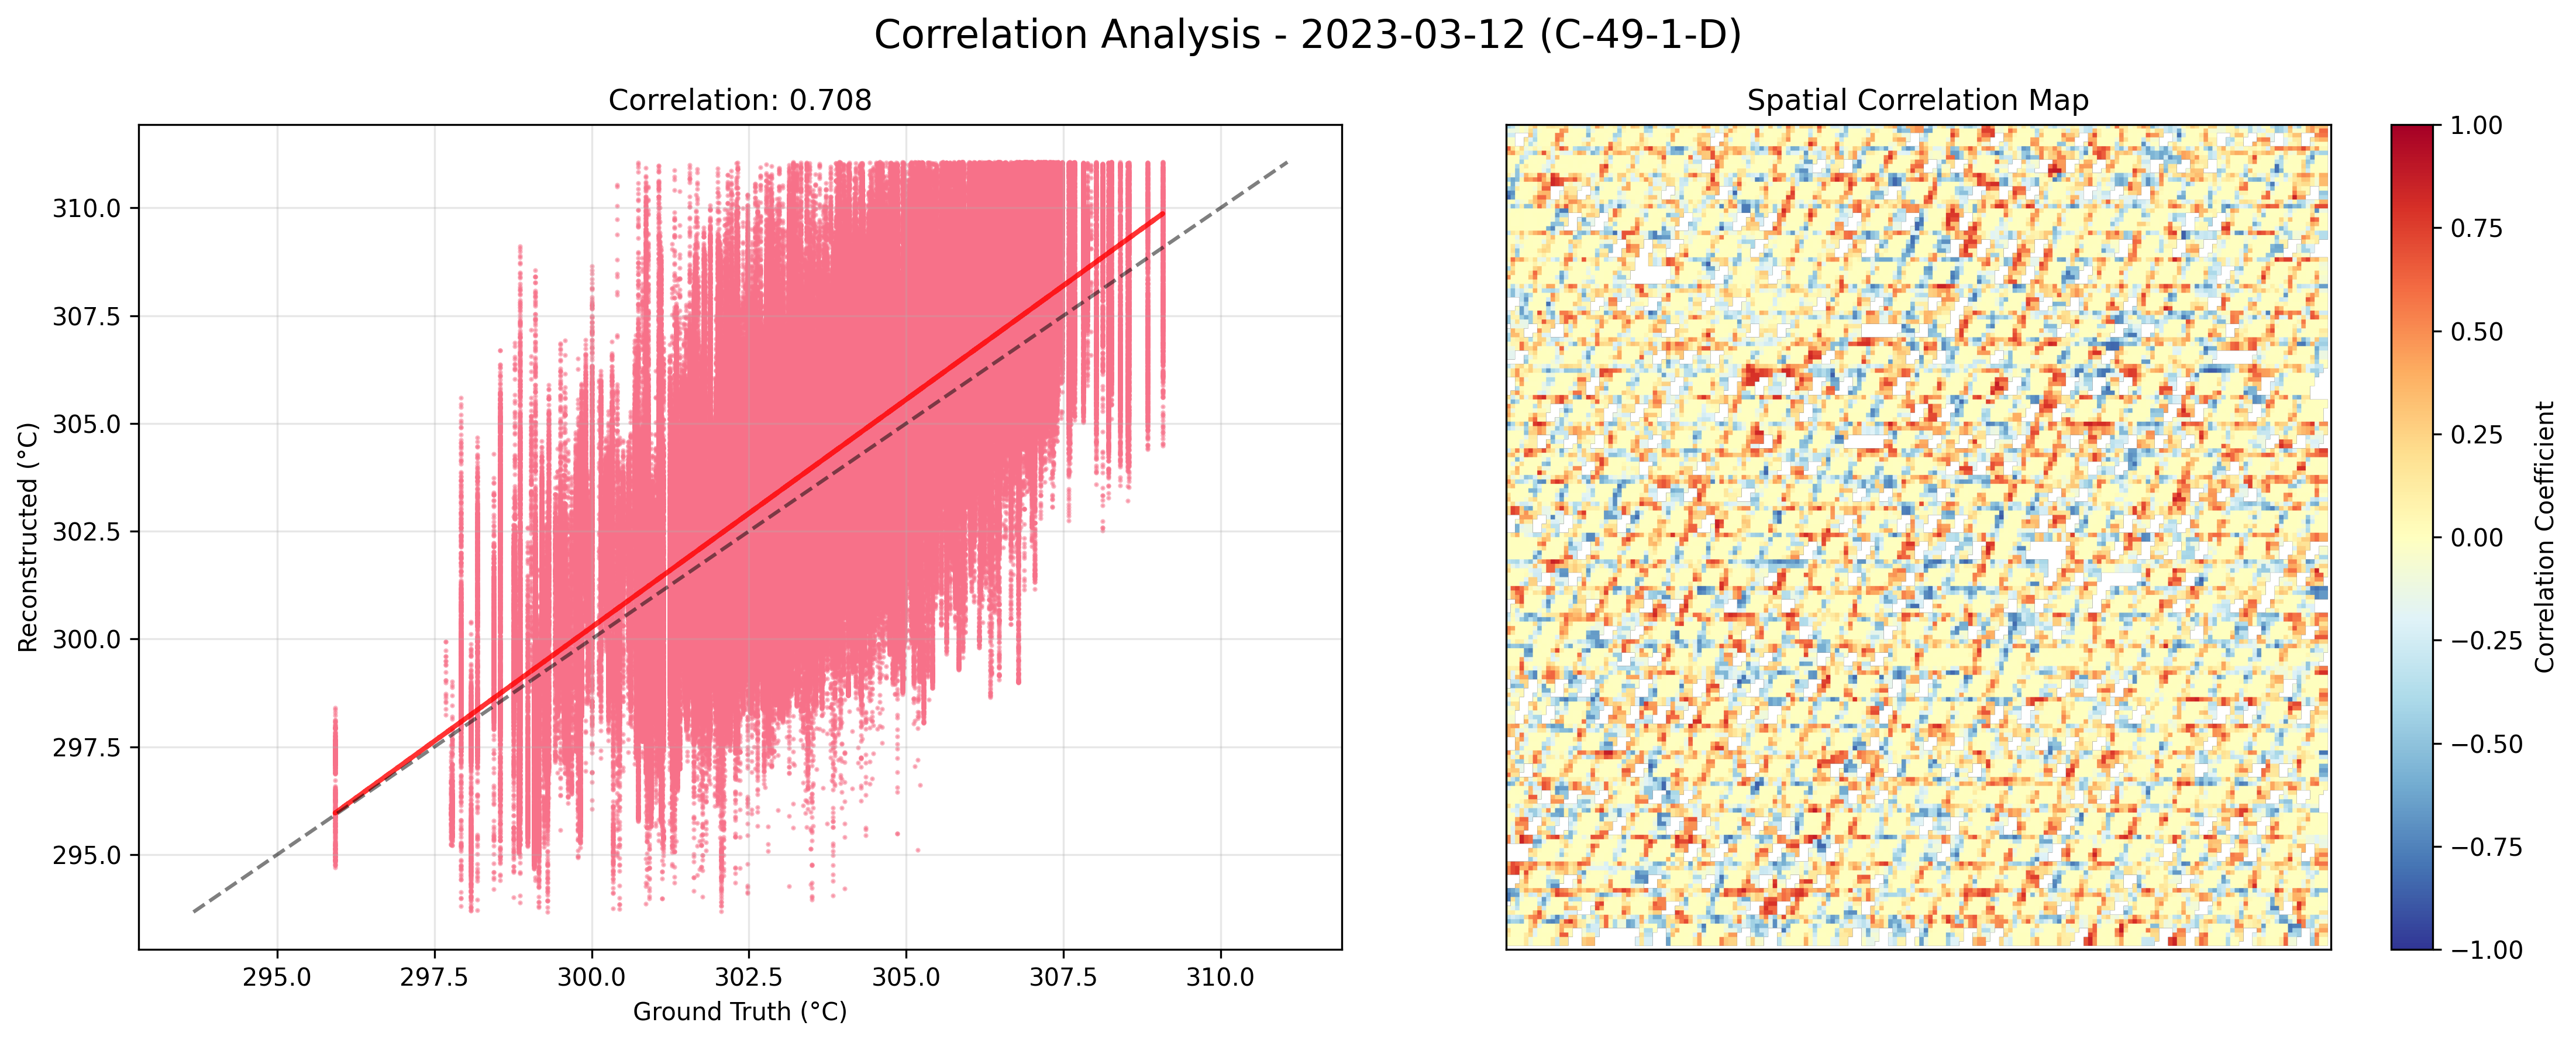 Correlation Analysis - 2023-03-12 (C-49-1-D)
Correlation: 0.708
310.0
307.5
305.0
302.5
300.0
297.5
295.0
Reconstructed (°C)
295.0 297.5 300.0 302.5 305.0 307.5 310.0
Ground Truth (°C)
Spatial Correlation Map
1.00
0.75
0.50
0.25
0.00
−0.25
−0.50
−0.75
−1.00
Correlation Coefficient